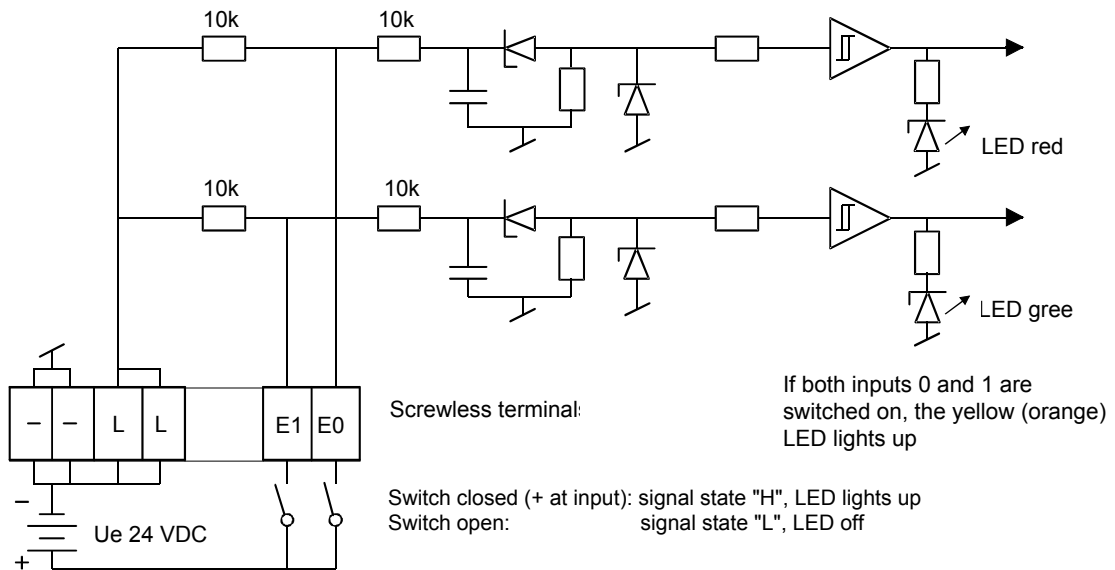 10k
10k
LED red
10k
10k
LED gree
– – L L E1 E0
Screwless terminal
If both inputs 0 and 1 are
switched on, the yellow (orange)
LED lights up
Switch closed (+ at input): signal state "H", LED lights up
Switch open: signal state "L", LED off
–
Ue 24 VDC
+